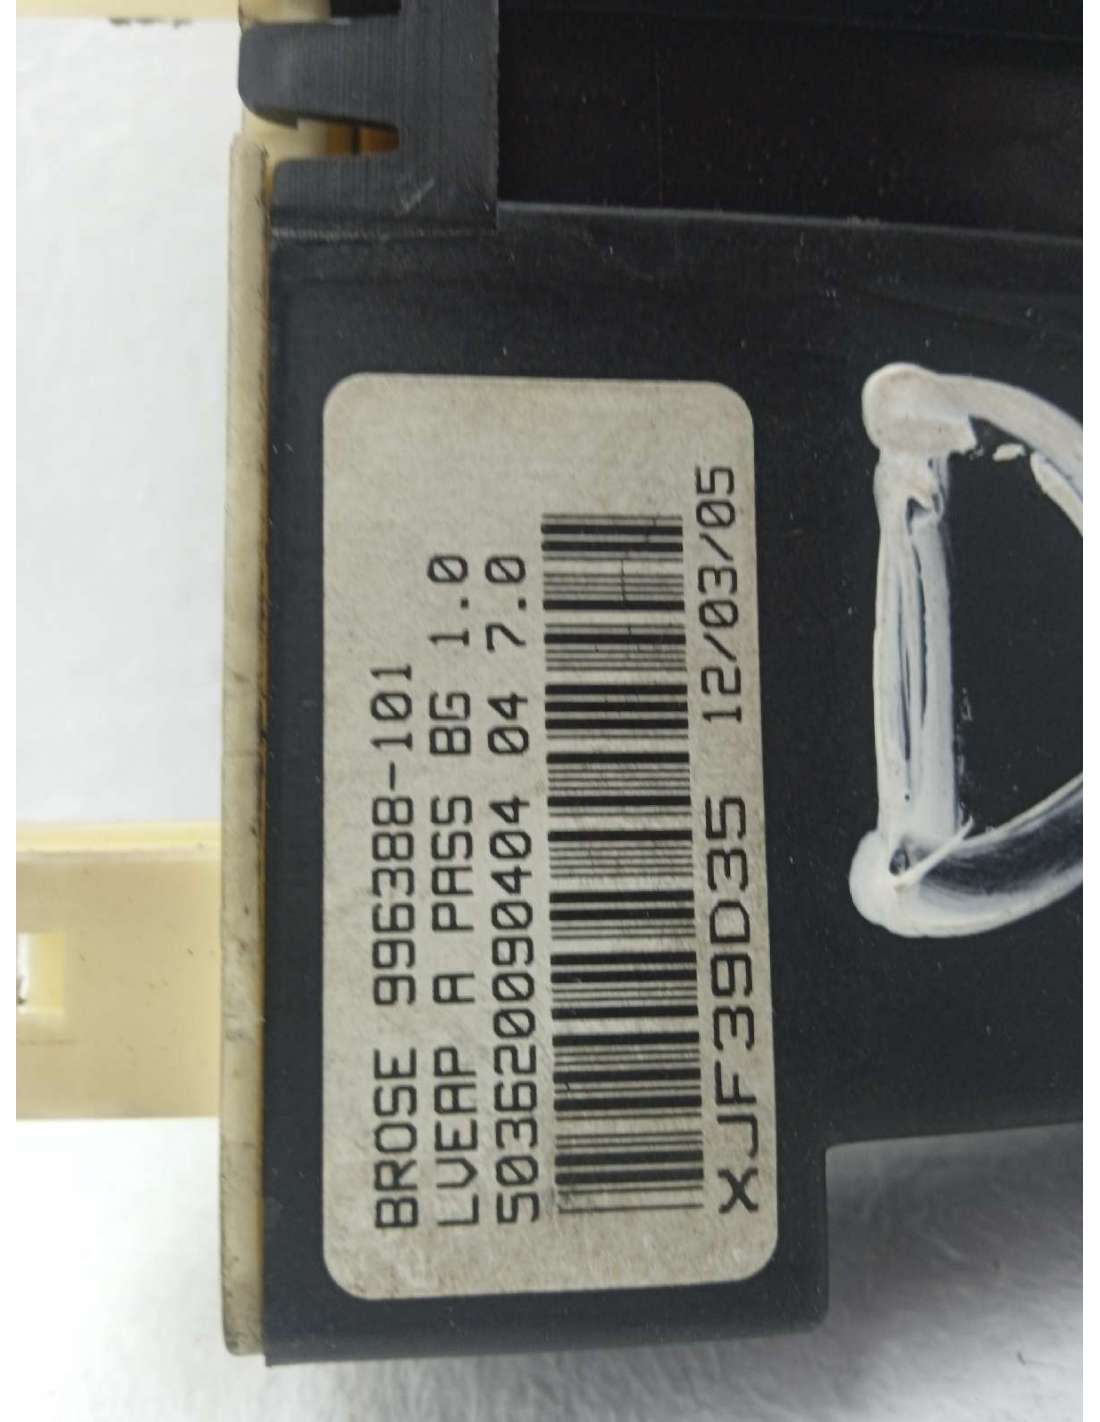 BROSE 996388-101
LVEAP A PASS BG 1.0
503620090404 04 7.0
XJF39D35 12/03/05
D